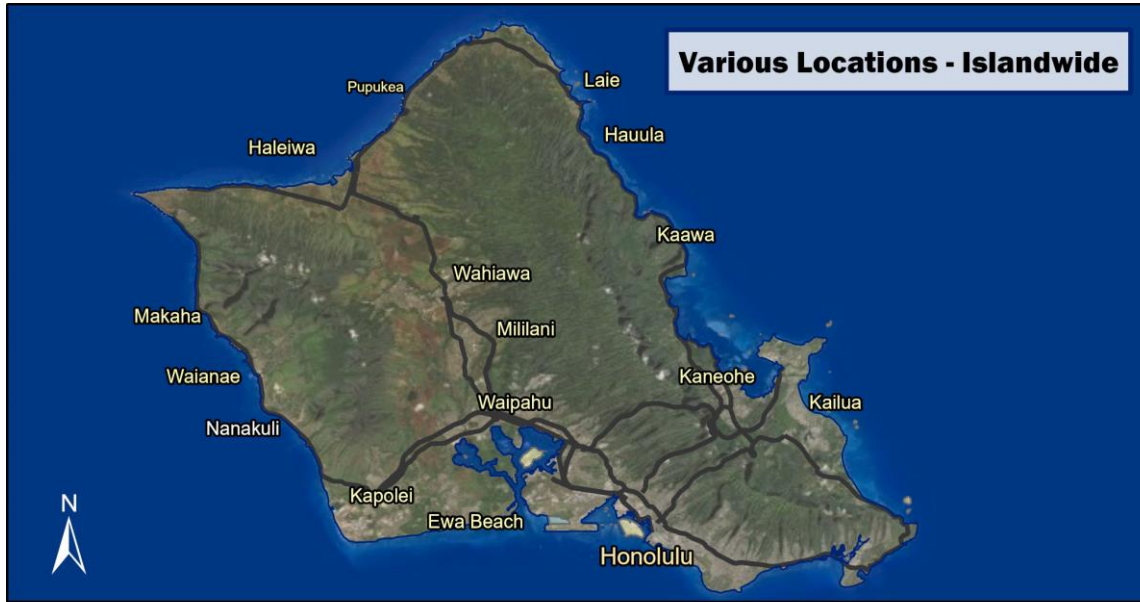 Various Locations - Islandwide
Laie
Pupukea
Hauula
Haleiwa
Kaawa
Wahiawa
Makaha
Mililani
Waianae
Kaneohe
Waipahu
Kailua
Nanakuli
Kapolei
N
Ewa Beach
Honolulu